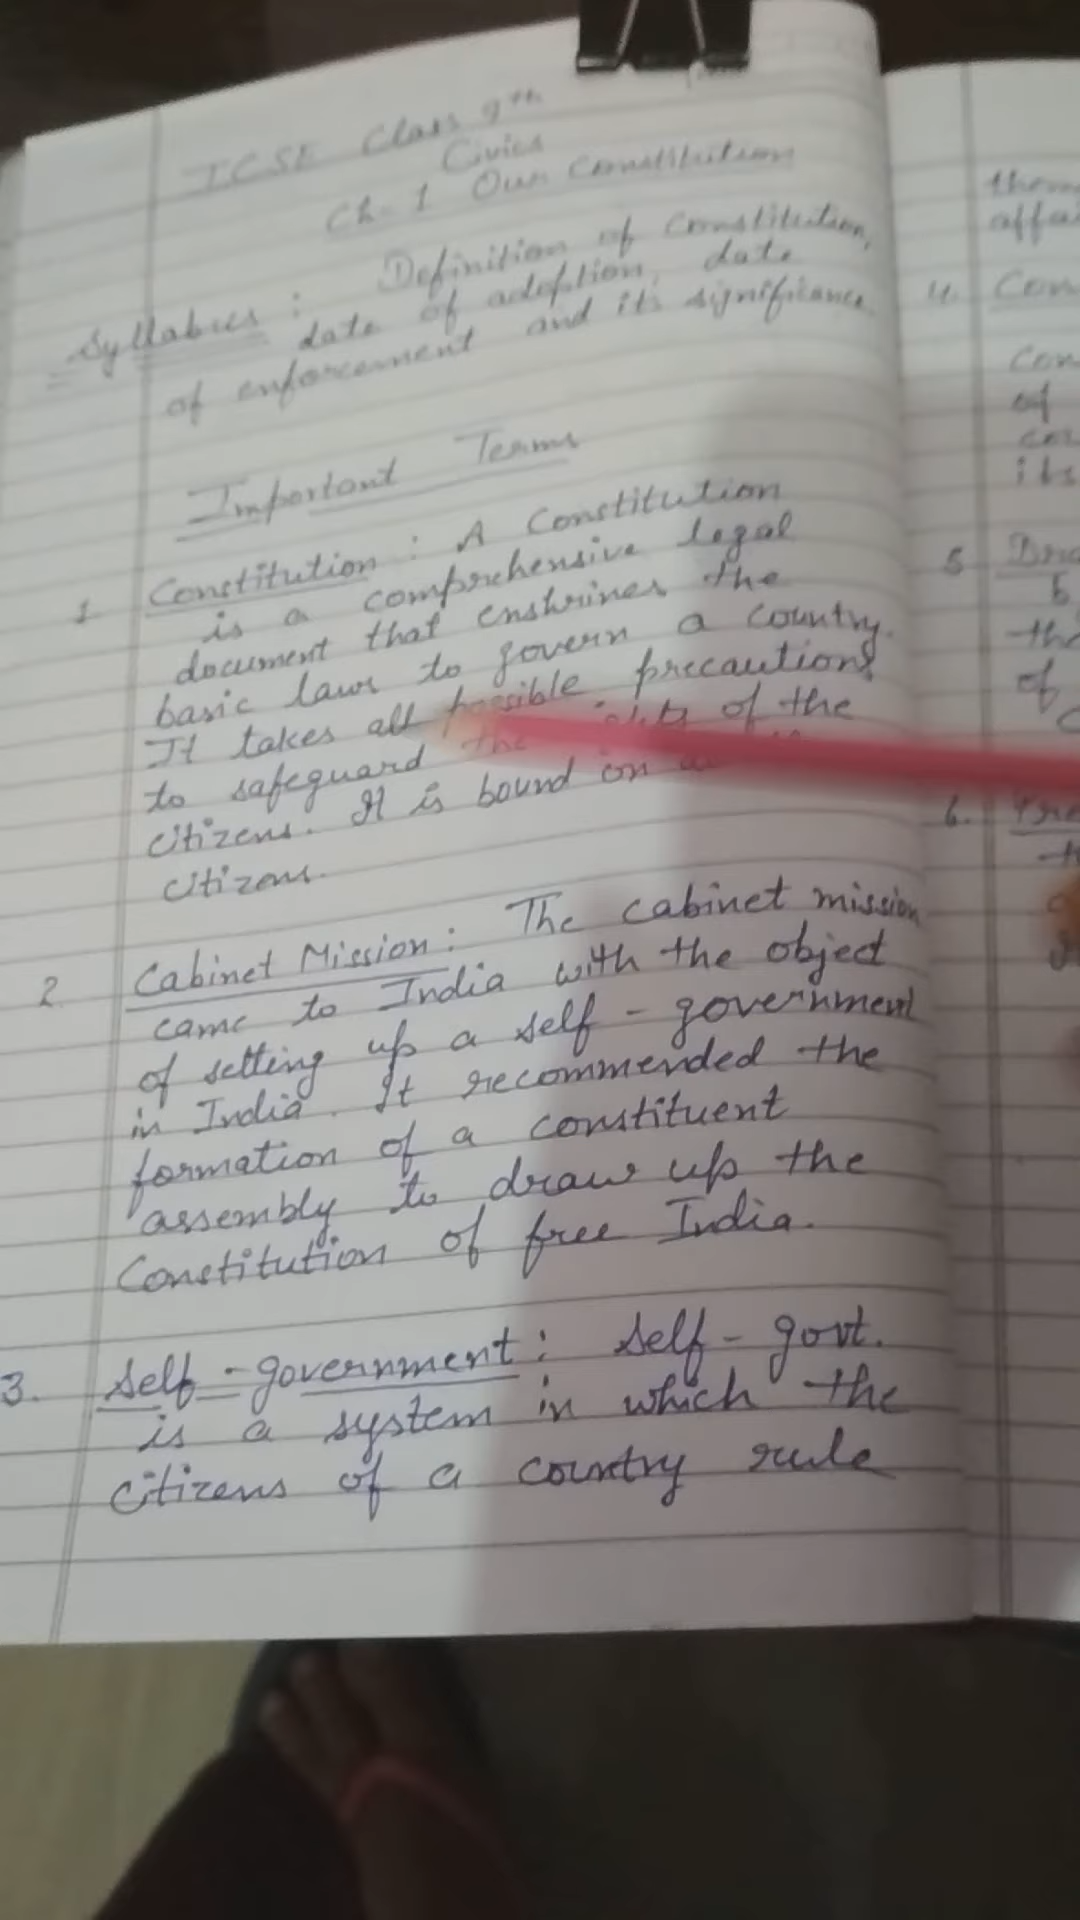 ICSE Class 9th
Civics
Ch-1 Our Constitution
Syllabus : Definition of Constitution,
date of adoption, date
of enforcement and its significance.
Important Terms
1 Constitution : A Constitution
is a comprehensive legal
document that enshrines the
basic laws to govern a country.
It takes all possible precautions
to safeguard the of the
citizens. It is bound on
citizens.
2 Cabinet Mission : The cabinet mission
came to India with the object
of setting up a self-government
in India. It recommended the
formation of a constituent
assembly to draw up the
Constitution of free India.
3. Self-government : Self-govt.
is a system in which the
citizens of a country rule
4.
5
6.
of
its
of